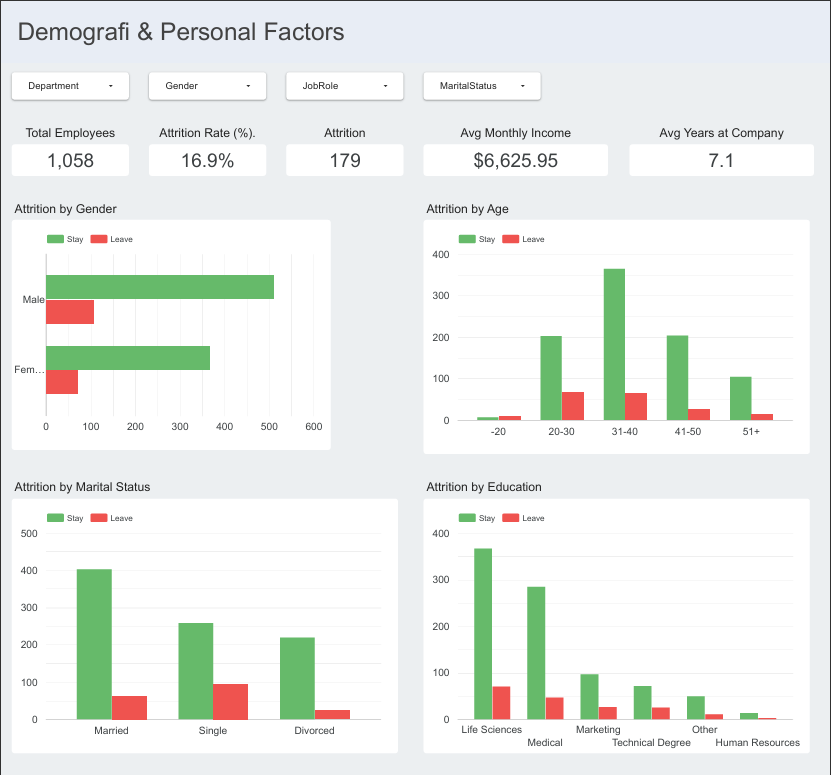 Demografi & Personal Factors
Department
Gender
JobRole
MaritalStatus
Total Employees
Attrition Rate (%).
Attrition
Avg Monthly Income
Avg Years at Company
1,058
16.9%
179
$6,625.95
7.1
Attrition by Gender
Stay Leave
Male
Fem…
0 100 200 300 400 500 600
Attrition by Age
Stay Leave
400
300
200
100
0
-20 20-30 31-40 41-50 51+
Attrition by Marital Status
Stay Leave
500
400
300
200
100
0
Married Single Divorced
Attrition by Education
Stay Leave
400
300
200
100
0
Life Sciences Marketing Other
Medical Technical Degree Human Resources